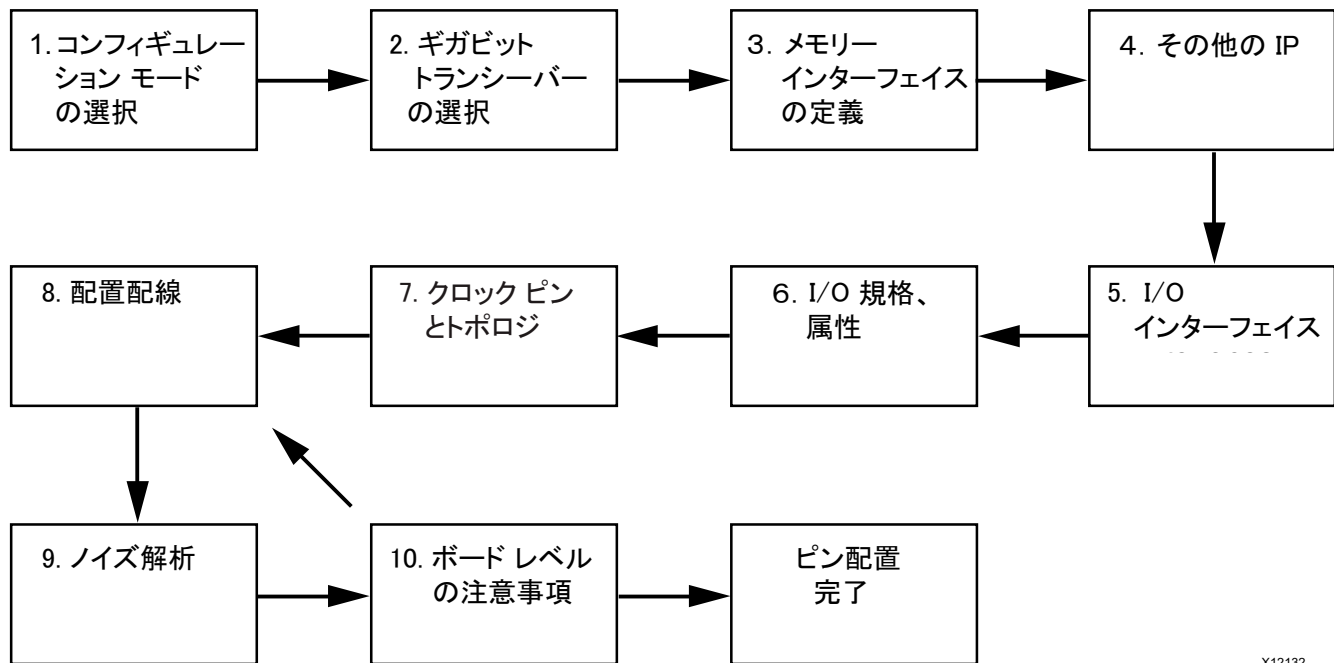 1. コンフィギュレー
ション モード
の選択
2. ギガビット
トランシーバー
の選択
3. メモリー
インターフェイス
の定義
4. その他の IP
8. 配置配線
7. クロック ピン
とトポロジ
6. I/O 規格、
属性
5. I/O
インターフェイス
9. ノイズ解析
10. ボード レベル
の注意事項
ピン配置
完了
X12132